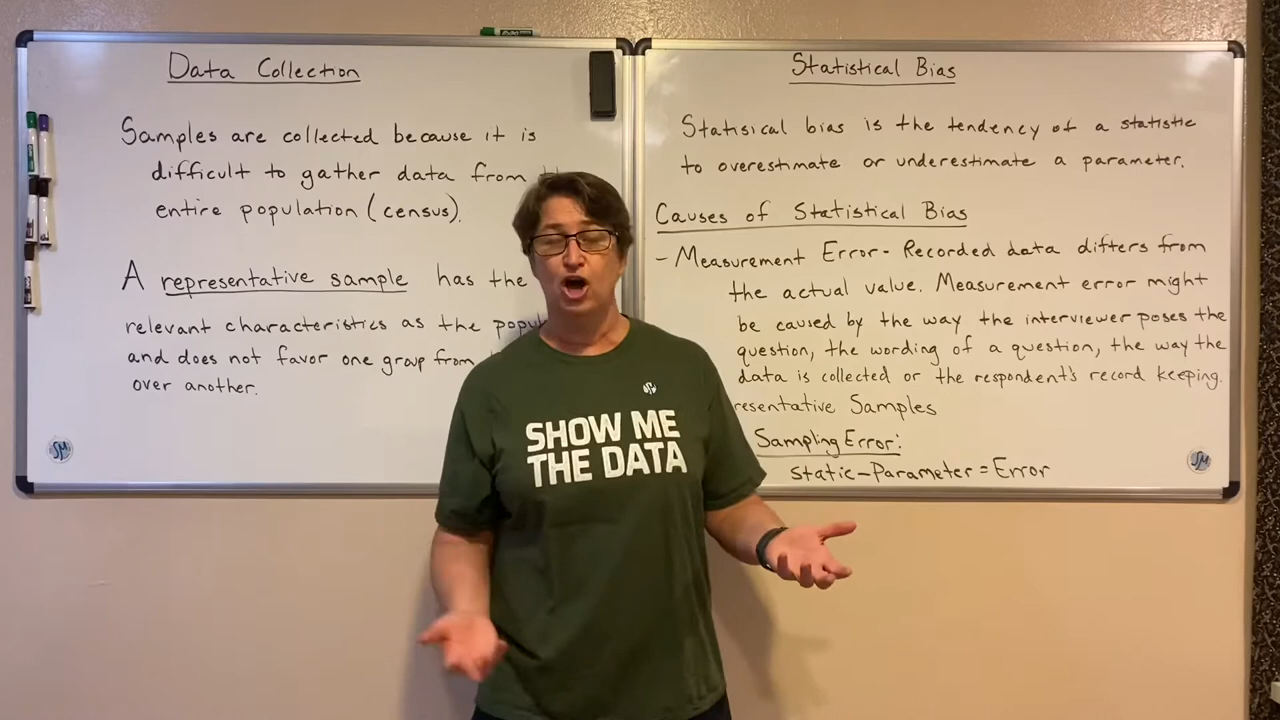 Data Collection
Samples are collected because it is
difficult to gather data from
entire population (census).
A representative sample has the
relevant characteristics as the
and does not favor one group from
over another.
SM
Statistical Bias
Statisical bias is the tendency of a statistic
to overestimate or underestimate a parameter.
Causes of Statistical Bias
- Measurement Error - Recorded data differs from
the actual value. Measurement error might
be caused by the way the interviewer poses the
question, the wording of a question, the way the
data is collected or the respondent's record keeping.
Samples
Sampling Error:
static - Parameter = Error
SM
SHOW ME
THE DATA